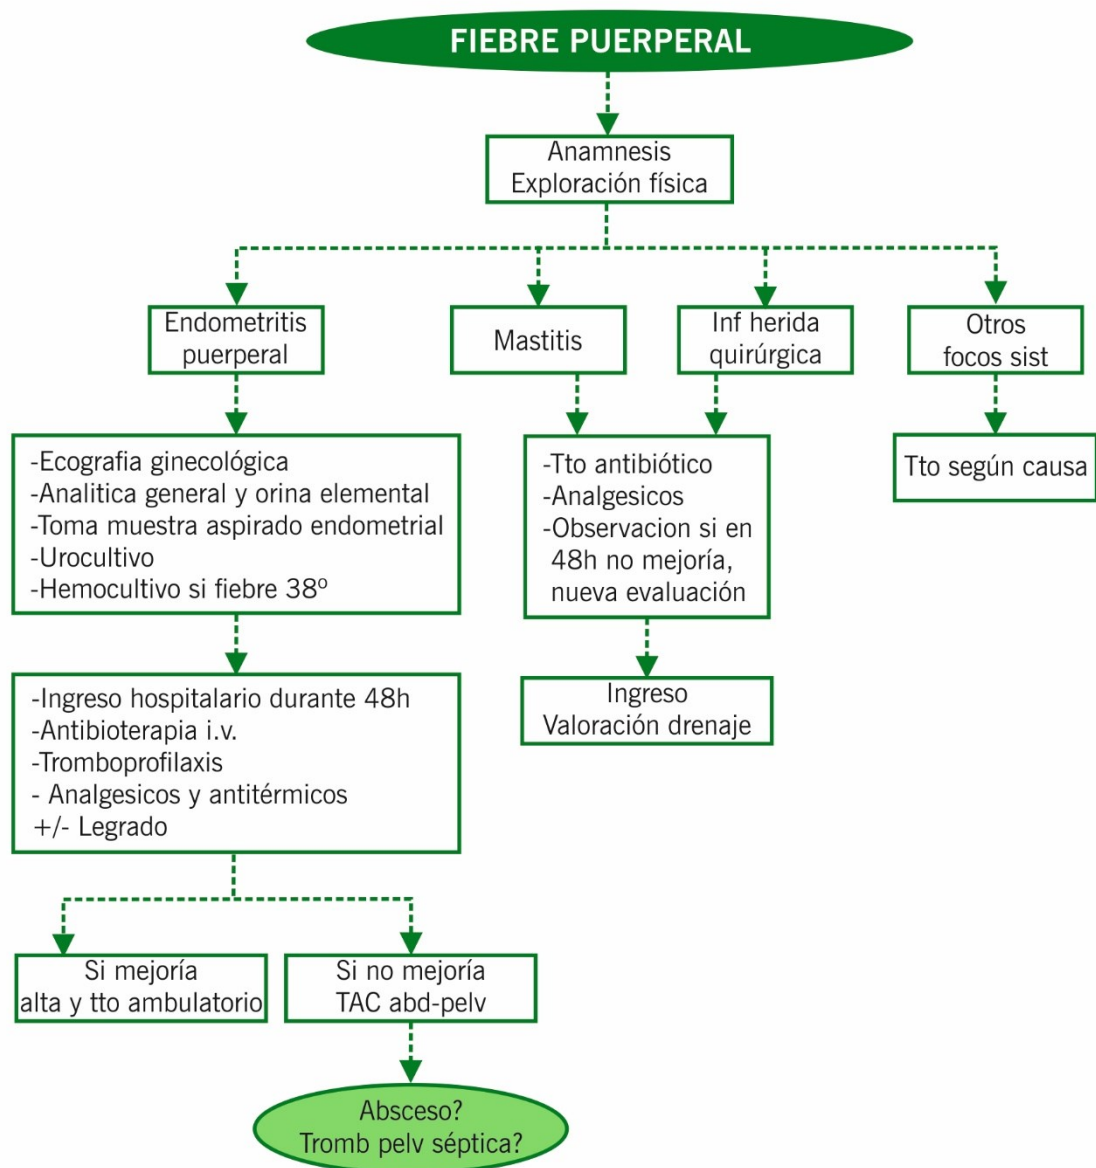 FIEBRE PUERPERAL
Anamnesis
Exploración física
Endometritis
puerperal
Mastitis
Inf herida
quirúrgica
Otros
focos sist
-Ecografia ginecológica
-Analitica general y orina elemental
-Toma muestra aspirado endometrial
-Urocultivo
-Hemocultivo si fiebre 38º
-Tto antibiótico
-Analgesicos
-Observacion si en
48h no mejoría,
nueva evaluación
Tto según causa
-Ingreso hospitalario durante 48h
-Antibioterapia i.v.
-Tromboprofilaxis
- Analgesicos y antitérmicos
+/- Legrado
Ingreso
Valoración drenaje
Si mejoría
alta y tto ambulatorio
Si no mejoría
TAC abd-pelv
Absceso?
Tromb pelv séptica?